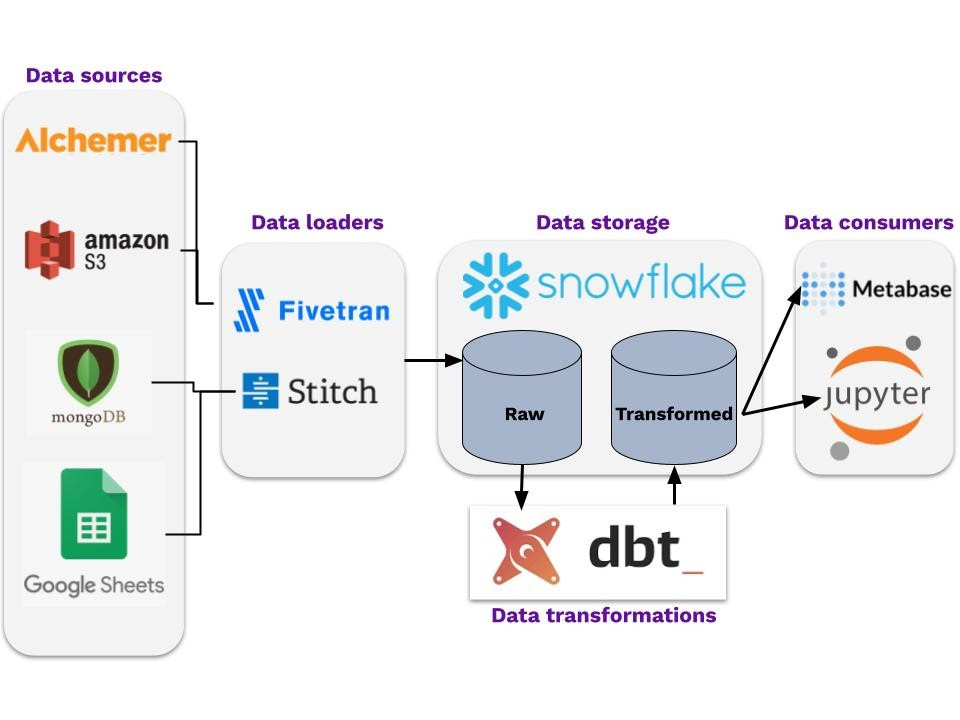 Data sources
Alchemer
amazon
S3
mongoDB
Google Sheets
Data loaders
Fivetran
Stitch
Data storage
snowflake
Raw
Transformed
dbt_
Data transformations
Data consumers
Metabase
jupyter